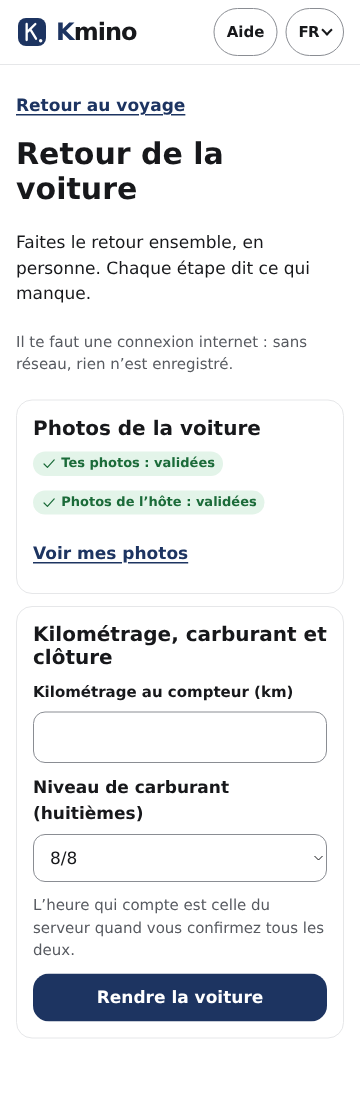 K. Kmino
Aide
FR
Retour au voyage
Retour de la
voiture
Faites le retour ensemble, en
personne. Chaque étape dit ce qui
manque.
Il te faut une connexion internet : sans
réseau, rien n’est enregistré.
Photos de la voiture
Tes photos : validées
Photos de l’hôte : validées
Voir mes photos
Kilométrage, carburant et
clôture
Kilométrage au compteur (km)
Niveau de carburant
(huitièmes)
8/8
L’heure qui compte est celle du
serveur quand vous confirmez tous les
deux.
Rendre la voiture